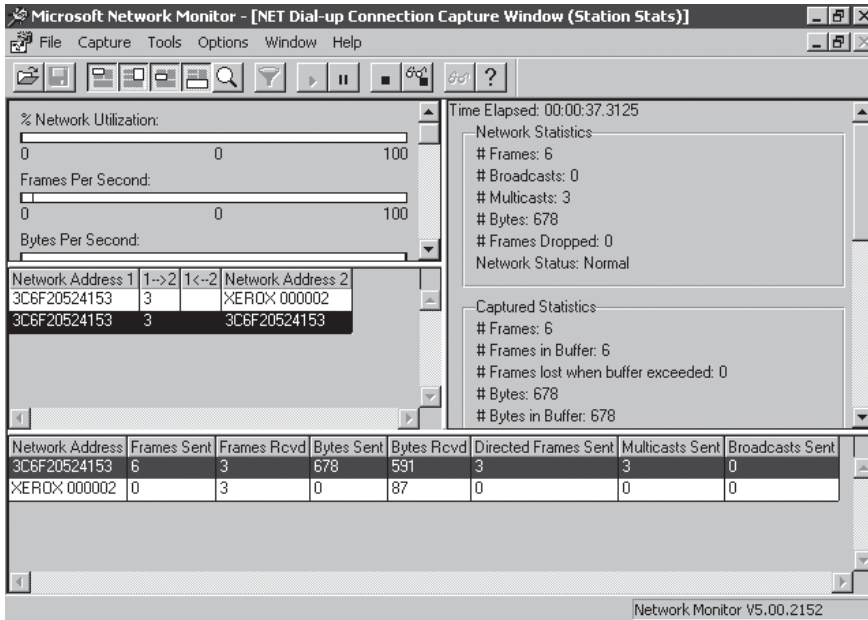 Microsoft Network Monitor - [NET Dial-up Connection Capture Window (Station Stats)]
File Capture Tools Options Window Help
% Network Utilization:
0 0 100
Frames Per Second:
0 0 100
Bytes Per Second:
Time Elapsed: 00:00:37.3125
Network Statistics
# Frames: 6
# Broadcasts: 0
# Multicasts: 3
# Bytes: 678
# Frames Dropped: 0
Network Status: Normal
Network Address 1 1-->2 1<--2 Network Address 2
3C6F20524153 3 XEROX 000002
3C6F20524153 3 3C6F20524153
Captured Statistics
# Frames: 6
# Frames in Buffer: 6
# Frames lost when buffer exceeded: 0
# Bytes: 678
# Bytes in Buffer: 678
Network Address Frames Sent Frames Rcvd Bytes Sent Bytes Rcvd Directed Frames Sent Multicasts Sent Broadcasts Sent
3C6F20524153 6 3 678 591 3 3 0
XEROX 000002 0 3 0 87 0 0 0
Network Monitor V5.00.2152